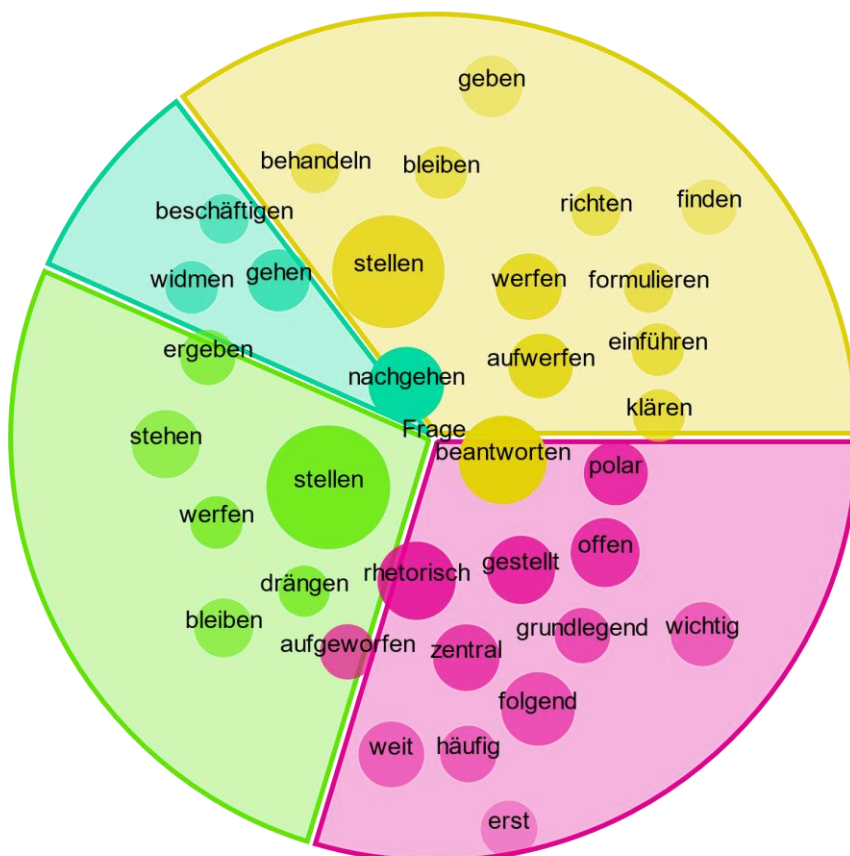 geben
behandeln
bleiben
richten
finden
beschäftigen
stellen
widmen
gehen
werfen
formulieren
ergeben
nachgehen
aufwerfen
einführen
klären
Frage
stehen
beantworten
polar
stellen
werfen
offen
rhetorisch
gestellt
drängen
bleiben
aufgeworfen
zentral
grundlegend
wichtig
folgend
weit
häufig
erst